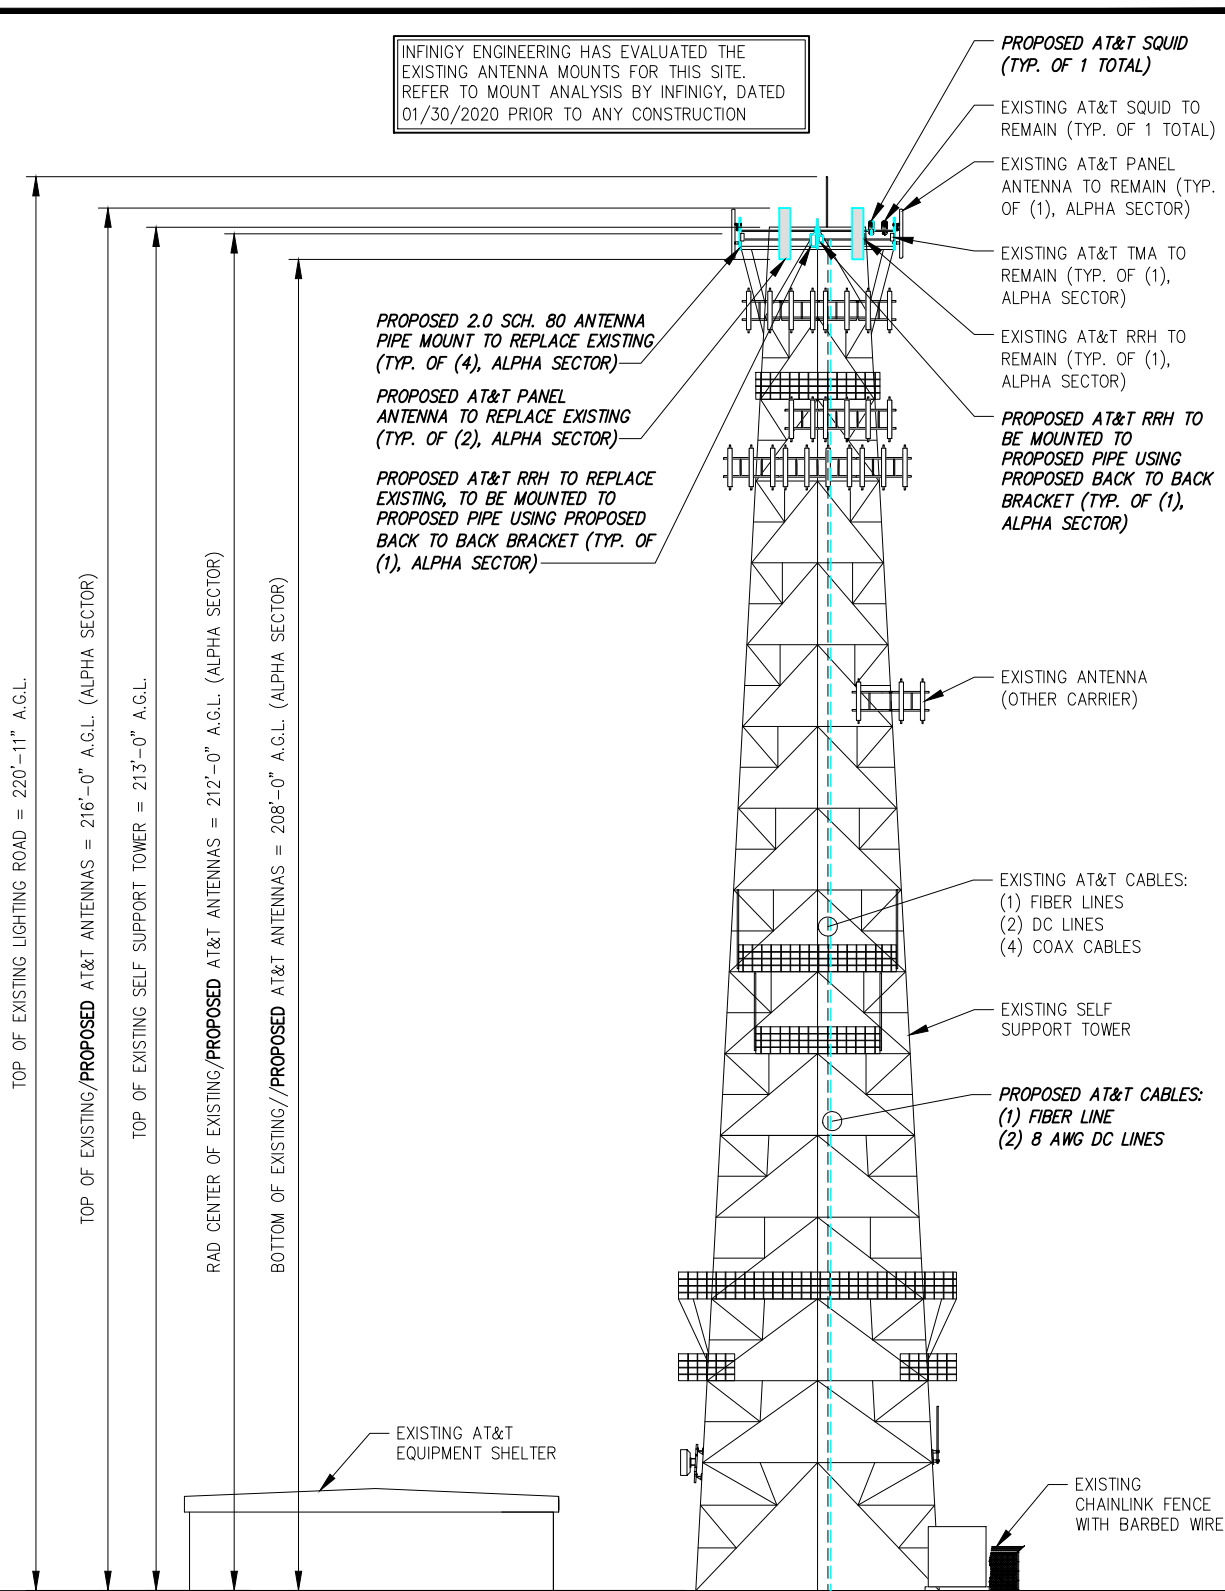 INFINIGY ENGINEERING HAS EVALUATED THE
EXISTING ANTENNA MOUNTS FOR THIS SITE.
REFER TO MOUNT ANALYSIS BY INFINIGY, DATED
01/30/2020 PRIOR TO ANY CONSTRUCTION
PROPOSED AT&T SQUID
(TYP. OF 1 TOTAL)
EXISTING AT&T SQUID TO
REMAIN (TYP. OF 1 TOTAL)
EXISTING AT&T PANEL
ANTENNA TO REMAIN (TYP.
OF (1), ALPHA SECTOR)
EXISTING AT&T TMA TO
REMAIN (TYP. OF (1),
ALPHA SECTOR)
EXISTING AT&T RRH TO
REMAIN (TYP. OF (1),
ALPHA SECTOR)
PROPOSED AT&T RRH TO
BE MOUNTED TO
PROPOSED PIPE USING
PROPOSED BACK TO BACK
BRACKET (TYP. OF (1),
ALPHA SECTOR)
PROPOSED 2.0 SCH. 80 ANTENNA
PIPE MOUNT TO REPLACE EXISTING
(TYP. OF (4), ALPHA SECTOR)
PROPOSED AT&T PANEL
ANTENNA TO REPLACE EXISTING
(TYP. OF (2), ALPHA SECTOR)
PROPOSED AT&T RRH TO REPLACE
EXISTING, TO BE MOUNTED TO
PROPOSED PIPE USING PROPOSED
BACK TO BACK BRACKET (TYP. OF
(1), ALPHA SECTOR)
TOP OF EXISTING LIGHTING ROAD = 220'-11" A.G.L.
TOP OF EXISTING/PROPOSED AT&T ANTENNAS = 216'-0" A.G.L. (ALPHA SECTOR)
TOP OF EXISTING SELF SUPPORT TOWER = 213'-0" A.G.L.
RAD CENTER OF EXISTING/PROPOSED AT&T ANTENNAS = 212'-0" A.G.L. (ALPHA SECTOR)
BOTTOM OF EXISTING//PROPOSED AT&T ANTENNAS = 208'-0" A.G.L. (ALPHA SECTOR)
EXISTING ANTENNA
(OTHER CARRIER)
EXISTING AT&T CABLES:
(1) FIBER LINES
(2) DC LINES
(4) COAX CABLES
EXISTING SELF
SUPPORT TOWER
PROPOSED AT&T CABLES:
(1) FIBER LINE
(2) 8 AWG DC LINES
EXISTING AT&T
EQUIPMENT SHELTER
EXISTING
CHAINLINK FENCE
WITH BARBED WIRE